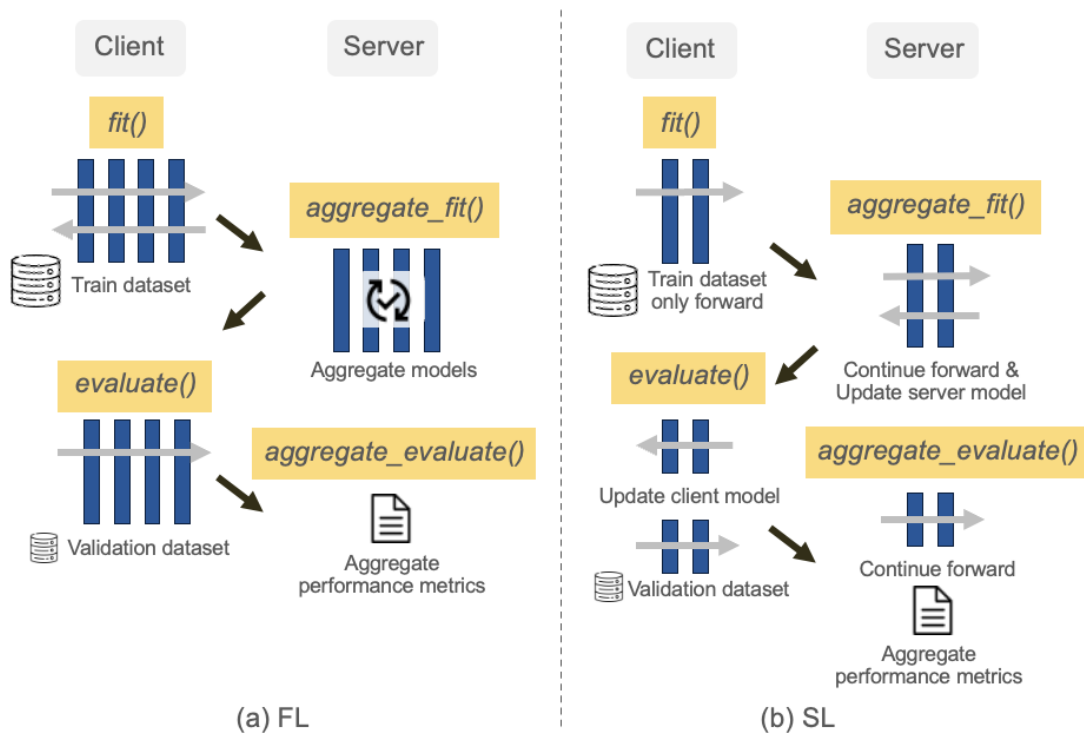 Client
Server
fit()
aggregate_fit()
Train dataset
Aggregate models
evaluate()
aggregate_evaluate()
Validation dataset
Aggregate
performance metrics
(a) FL
Client
Server
fit()
aggregate_fit()
Train dataset
only forward
Continue forward &
Update server model
evaluate()
aggregate_evaluate()
Update client model
Validation dataset
Continue forward
Aggregate
performance metrics
(b) SL